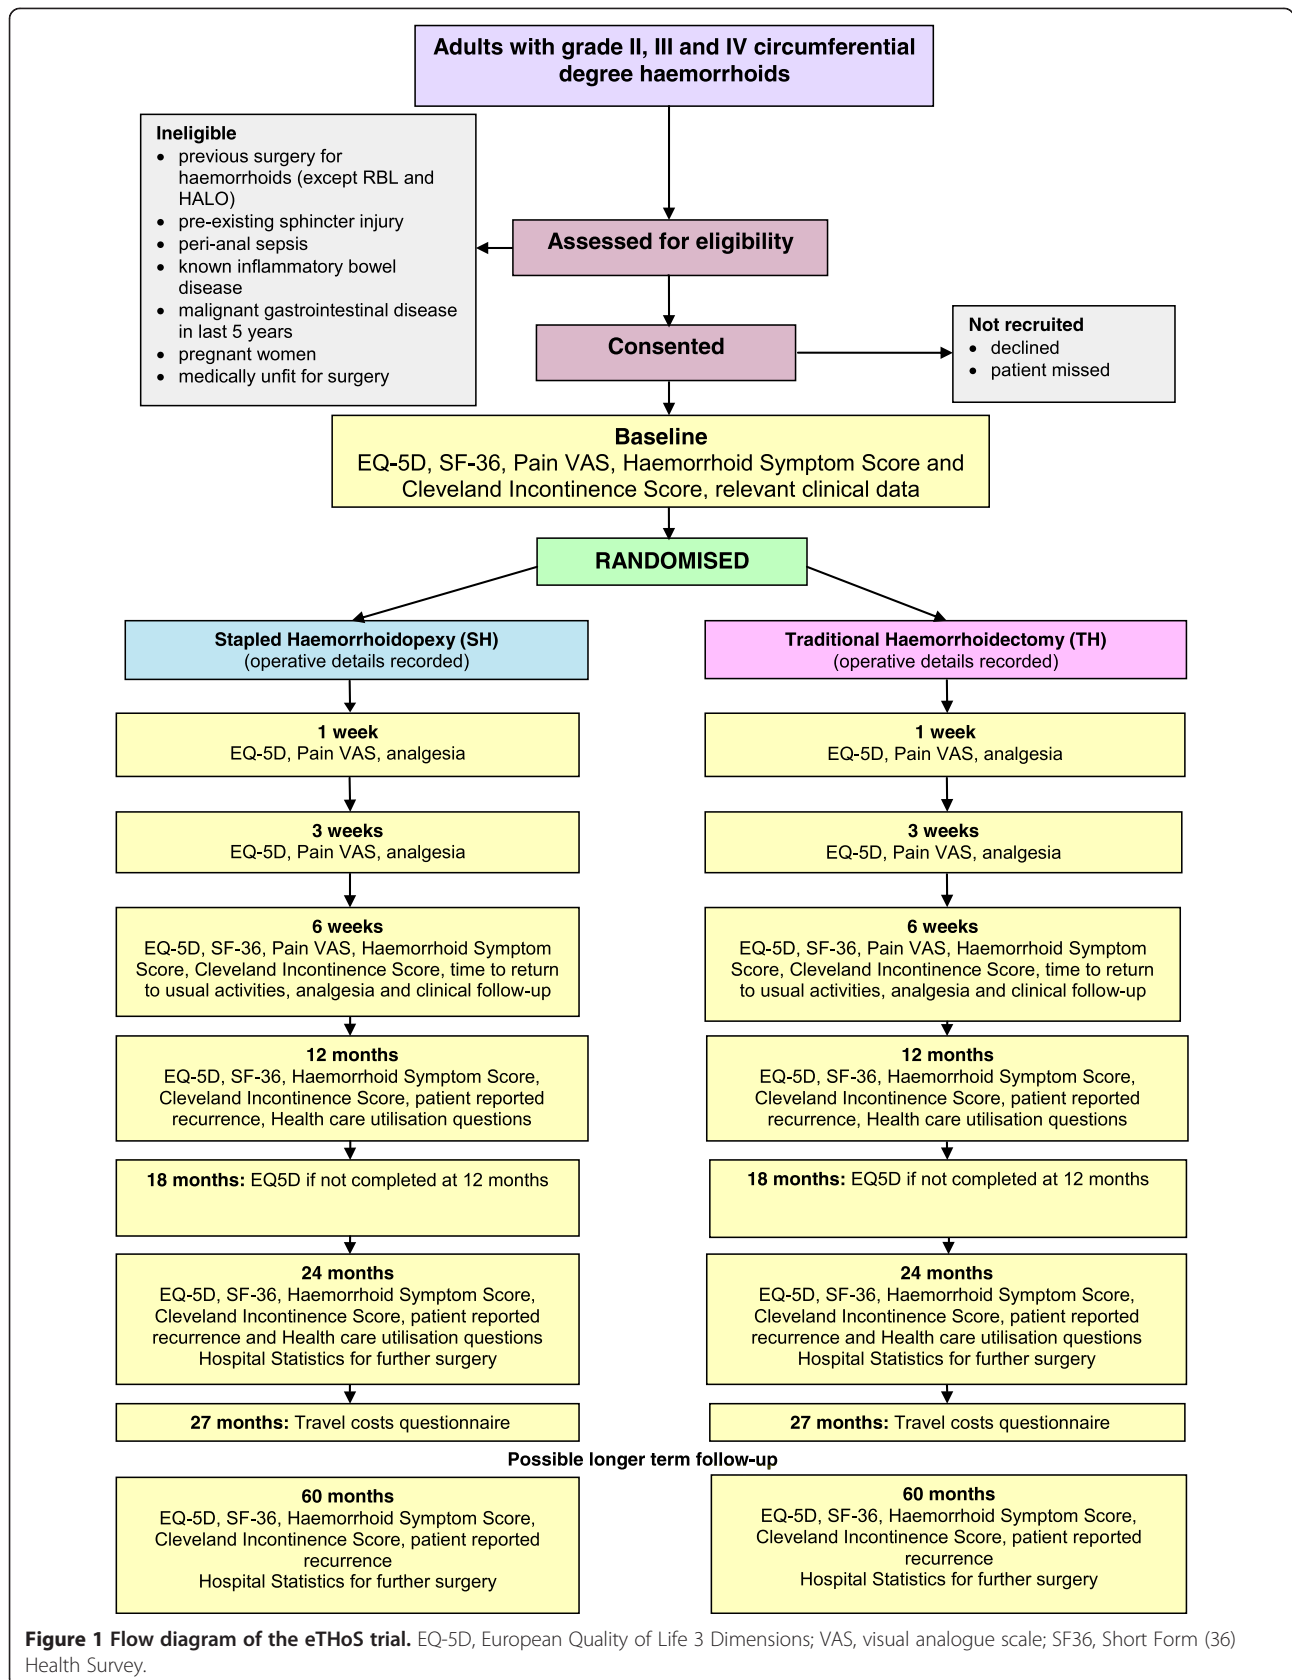 Adults with grade II, III and IV circumferential
degree haemorrhoids
Ineligible
• previous surgery for
haemorrhoids (except RBL and
HALO)
• pre-existing sphincter injury
• peri-anal sepsis
• known inflammatory bowel
disease
• malignant gastrointestinal disease
in last 5 years
• pregnant women
• medically unfit for surgery
Assessed for eligibility
Consented
Not recruited
• declined
• patient missed
Baseline
EQ-5D, SF-36, Pain VAS, Haemorrhoid Symptom Score and
Cleveland Incontinence Score, relevant clinical data
RANDOMISED
Stapled Haemorrhoidopexy (SH)
(operative details recorded)
1 week
EQ-5D, Pain VAS, analgesia
3 weeks
EQ-5D, Pain VAS, analgesia
6 weeks
EQ-5D, SF-36, Pain VAS, Haemorrhoid Symptom
Score, Cleveland Incontinence Score, time to return
to usual activities, analgesia and clinical follow-up
12 months
EQ-5D, SF-36, Haemorrhoid Symptom Score,
Cleveland Incontinence Score, patient reported
recurrence, Health care utilisation questions
18 months: EQ5D if not completed at 12 months
24 months
EQ-5D, SF-36, Haemorrhoid Symptom Score,
Cleveland Incontinence Score, patient reported
recurrence and Health care utilisation questions
Hospital Statistics for further surgery
27 months: Travel costs questionnaire
Traditional Haemorrhoidectomy (TH)
(operative details recorded)
1 week
EQ-5D, Pain VAS, analgesia
3 weeks
EQ-5D, Pain VAS, analgesia
6 weeks
EQ-5D, SF-36, Pain VAS, Haemorrhoid Symptom
Score, Cleveland Incontinence Score, time to return
to usual activities, analgesia and clinical follow-up
12 months
EQ-5D, SF-36, Haemorrhoid Symptom Score,
Cleveland Incontinence Score, patient reported
recurrence, Health care utilisation questions
18 months: EQ5D if not completed at 12 months
24 months
EQ-5D, SF-36, Haemorrhoid Symptom Score,
Cleveland Incontinence Score, patient reported
recurrence and Health care utilisation questions
Hospital Statistics for further surgery
27 months: Travel costs questionnaire
Possible longer term follow-up
60 months
EQ-5D, SF-36, Haemorrhoid Symptom Score,
Cleveland Incontinence Score, patient reported
recurrence
Hospital Statistics for further surgery
60 months
EQ-5D, SF-36, Haemorrhoid Symptom Score,
Cleveland Incontinence Score, patient reported
recurrence
Hospital Statistics for further surgery
Figure 1 Flow diagram of the eTHoS trial. EQ-5D, European Quality of Life 3 Dimensions; VAS, visual analogue scale; SF36, Short Form (36)
Health Survey.